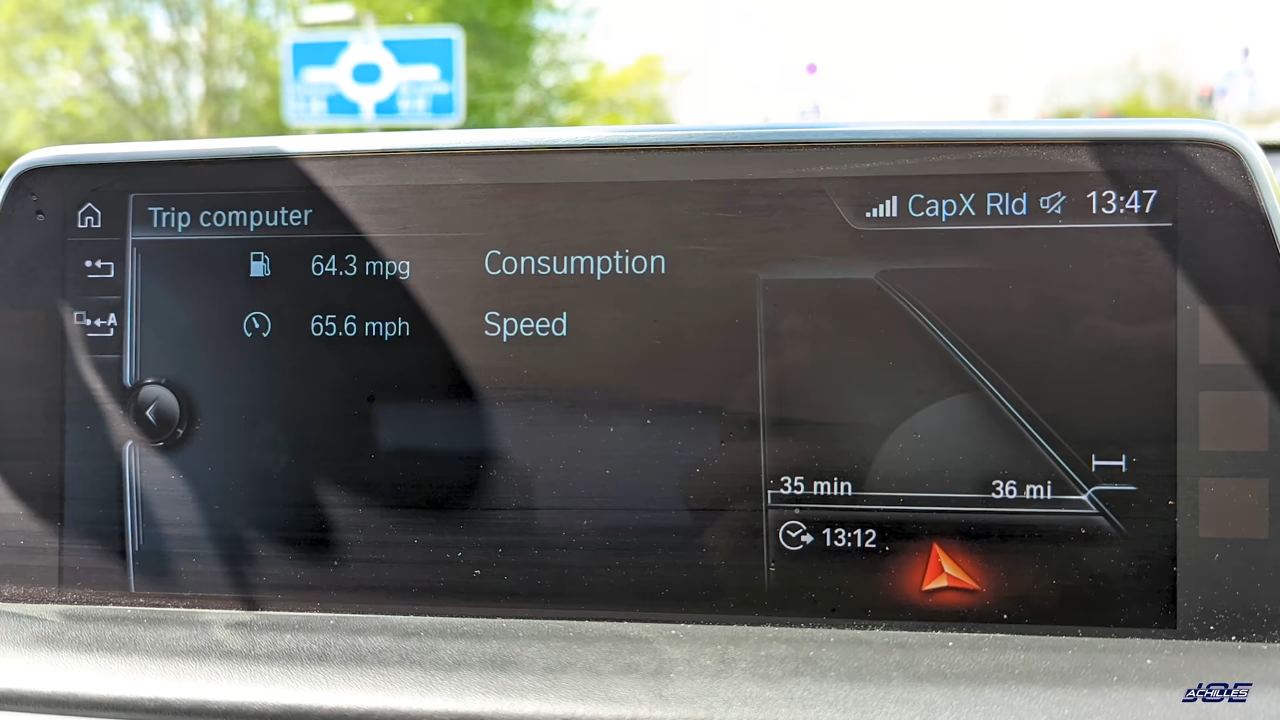 Trip computer
CapX Rld 13:47
64.3 mpg Consumption
65.6 mph Speed
A
35 min 36 mi
13:12
JOE
ACHILLES